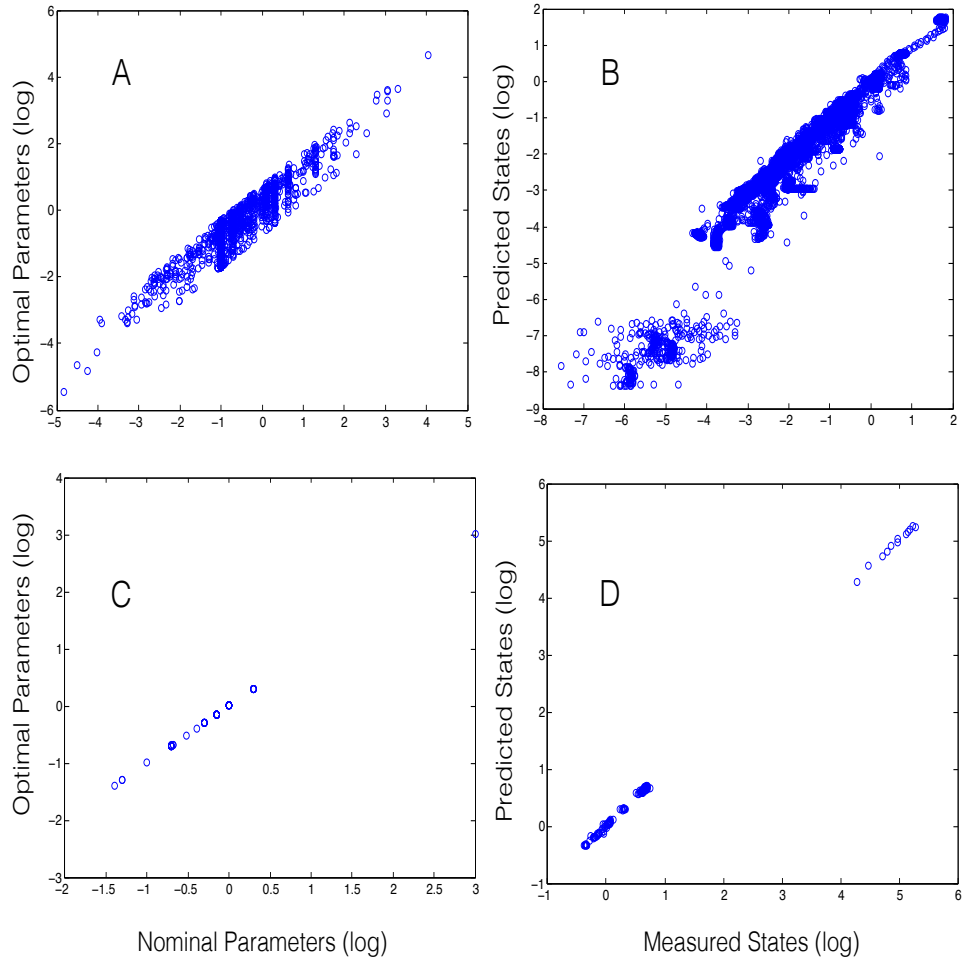 6
4
2
0
−2
−4
−6
−5 −4 −3 −2 −1 0 1 2 3 4 5
Optimal Parameters (log)
A
2
1
0
−1
−2
−3
−4
−5
−6
−7
−8
−9
−8 −7 −6 −5 −4 −3 −2 −1 0 1 2
Predicted States (log)
B
4
3
2
1
0
−1
−2
−3
−2 −1.5 −1 −0.5 0 0.5 1 1.5 2 2.5 3
Optimal Parameters (log)
C
Nominal Parameters (log)
6
5
4
3
2
1
0
−1
−1 0 1 2 3 4 5 6
Predicted States (log)
D
Measured States (log)